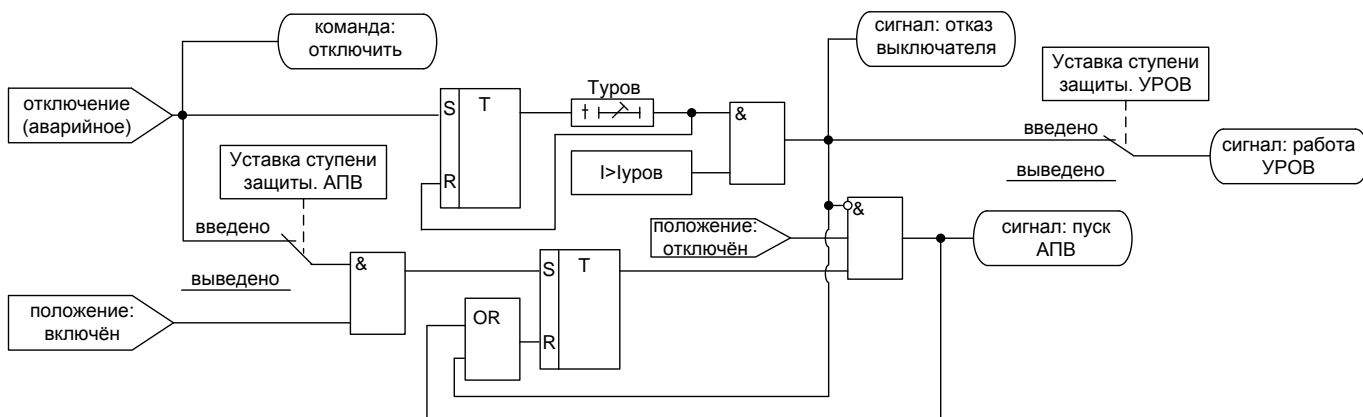 команда:
отключить
сигнал: отказ
выключателя
Уставка ступени
защиты. УРОВ
отключение
(аварийное)
S
T
R
Туров
&
I>Iуров
введено
выведено
сигнал: работа
УРОВ
Уставка ступени
защиты. АПВ
введено
выведено
положение:
отключён
&
сигнал: пуск
АПВ
положение:
включён
&
S
T
R
OR